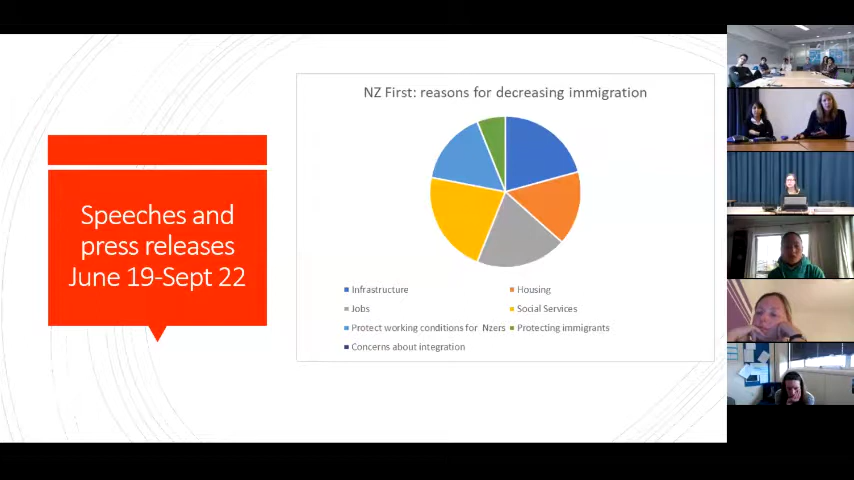 Speeches and
press releases
June 19-Sept 22
NZ First: reasons for decreasing immigration
Infrastructure
Housing
Jobs
Social Services
Protect working conditions for Nzers
Protecting immigrants
Concerns about integration